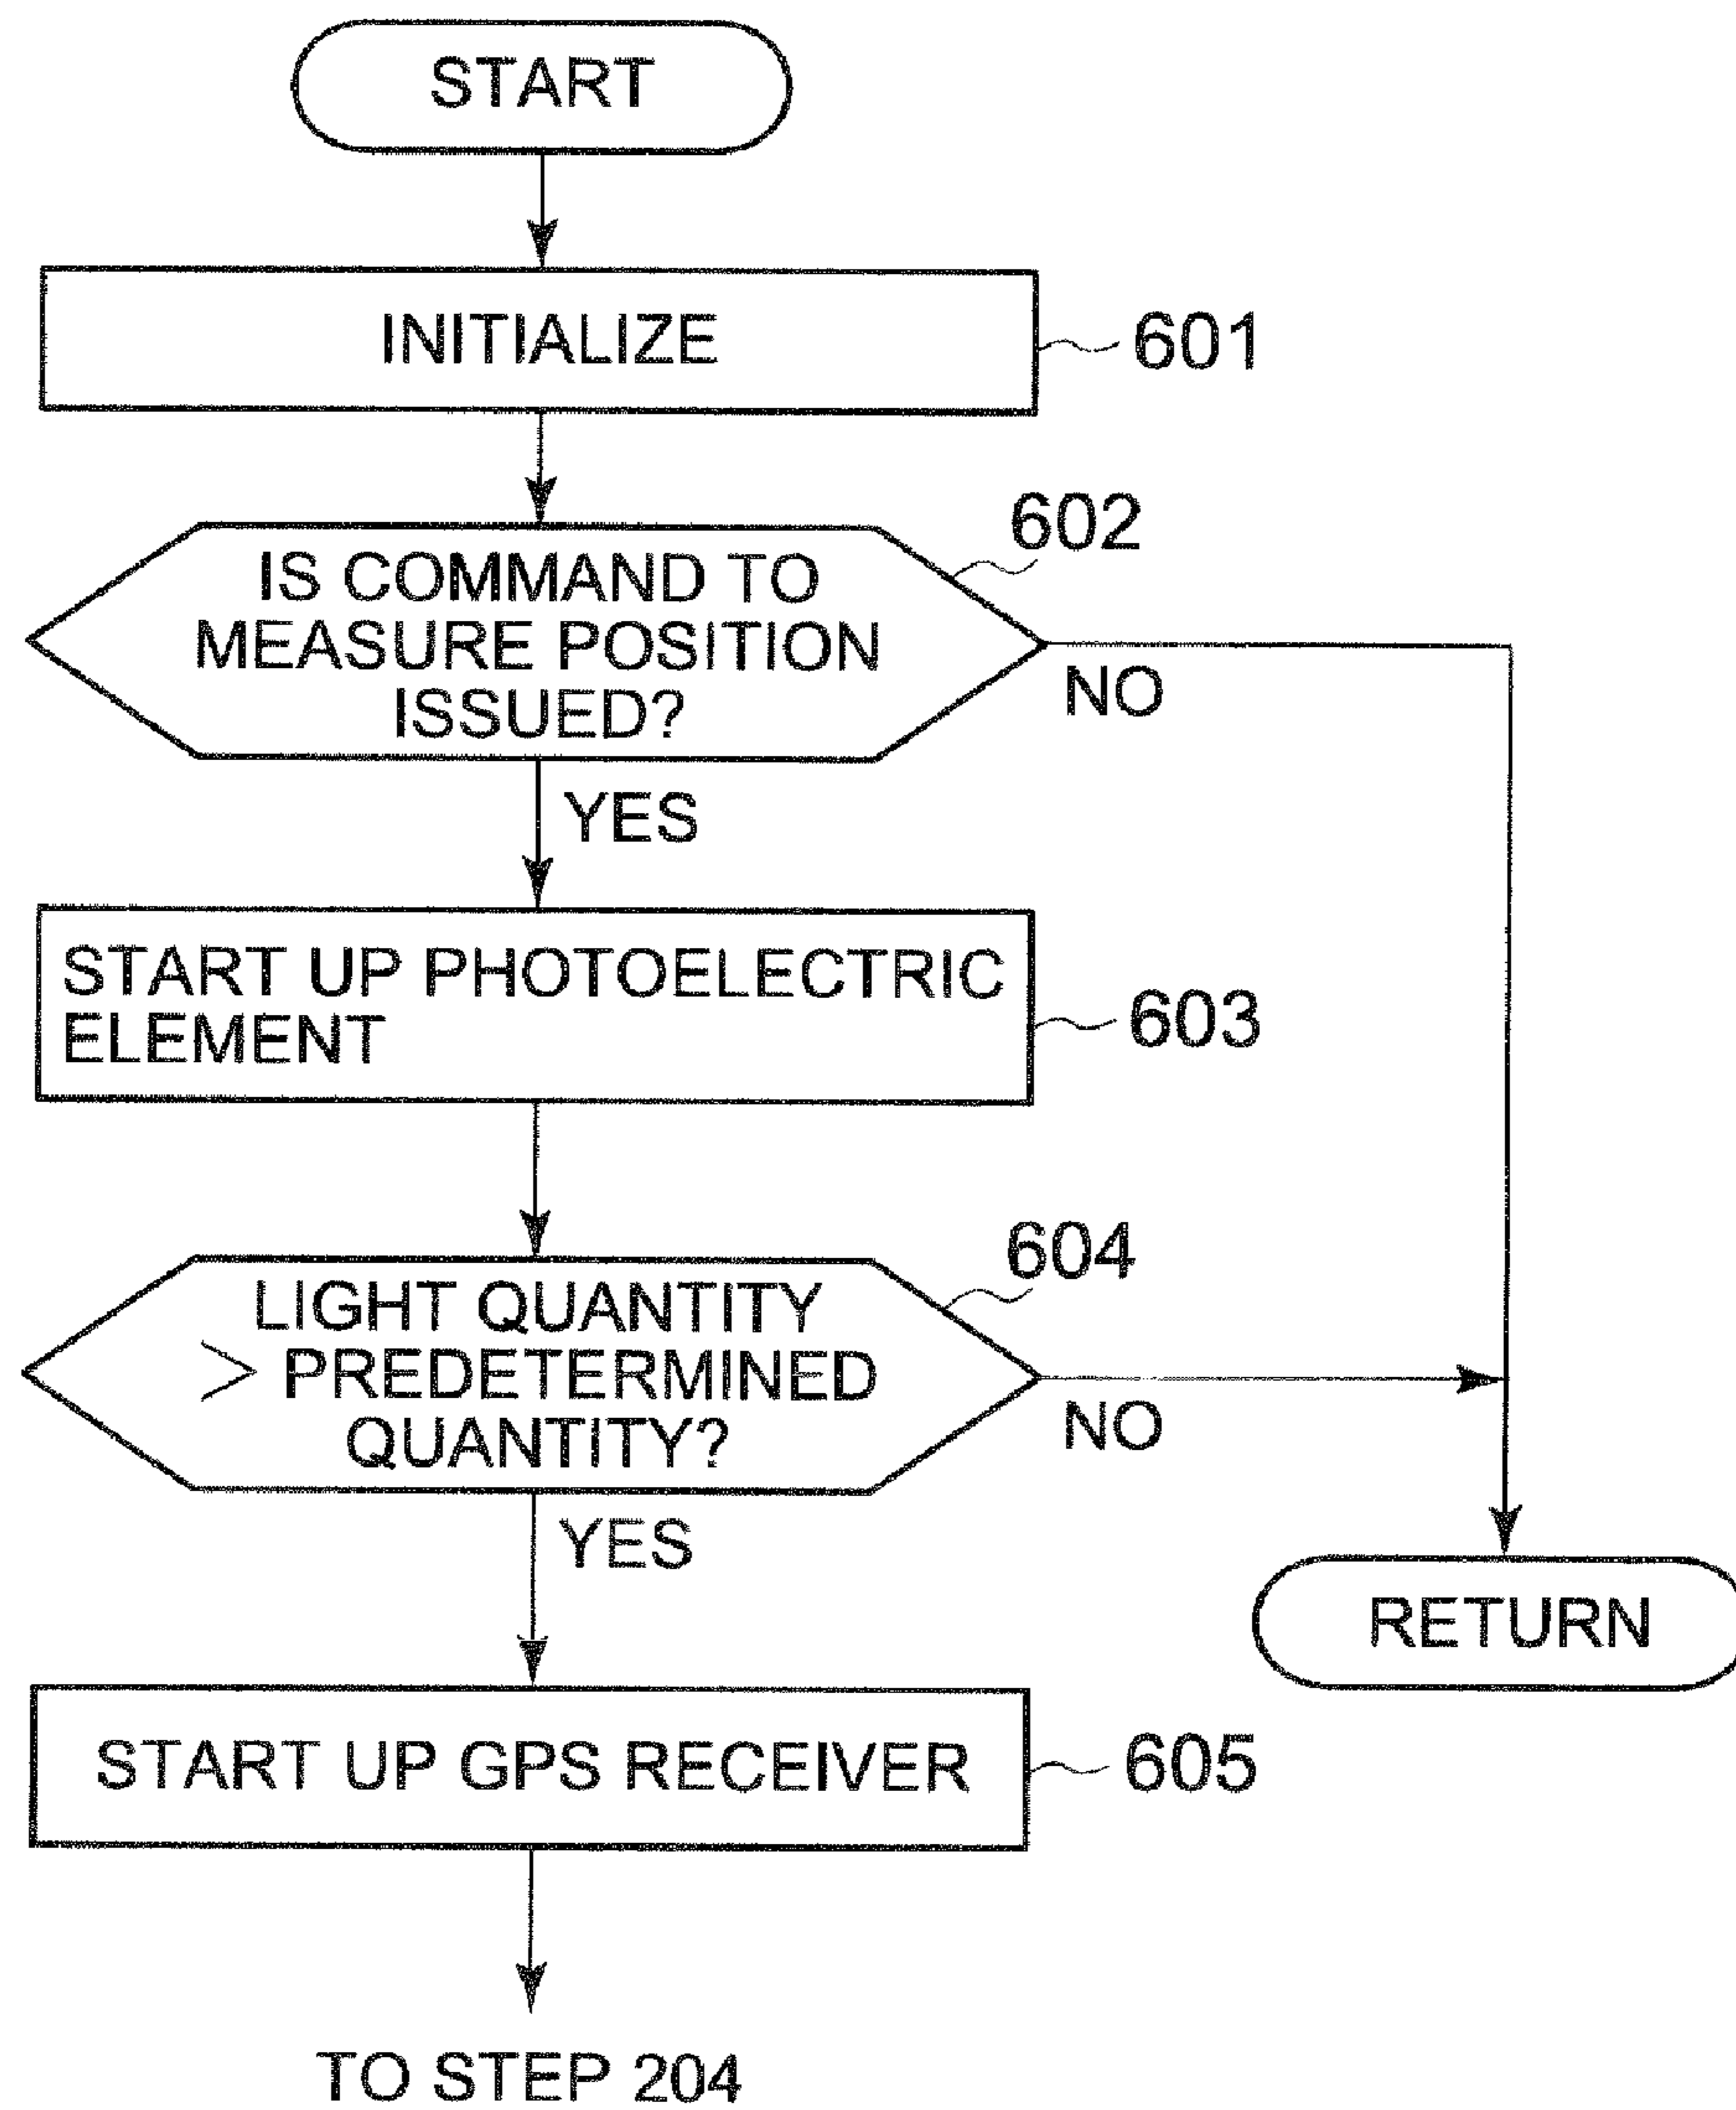 START
INITIALIZE
601
602
IS COMMAND TO
MEASURE POSITION
ISSUED?
NO
YES
START UP PHOTOELECTRIC
ELEMENT
603
604
LIGHT QUANTITY
> PREDETERMINED
QUANTITY?
NO
YES
RETURN
START UP GPS RECEIVER
605
TO STEP 204